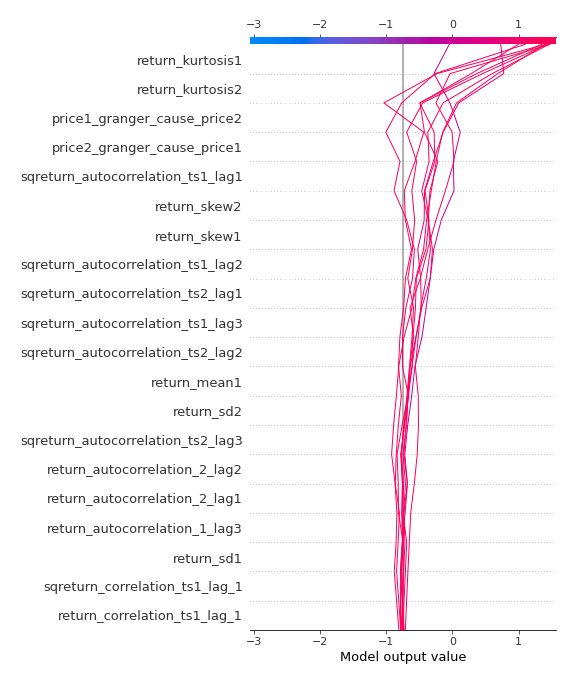 −3 −2 −1 0 1
return_kurtosis1
return_kurtosis2
price1_granger_cause_price2
price2_granger_cause_price1
sqreturn_autocorrelation_ts1_lag1
return_skew2
return_skew1
sqreturn_autocorrelation_ts1_lag2
sqreturn_autocorrelation_ts2_lag1
sqreturn_autocorrelation_ts1_lag3
sqreturn_autocorrelation_ts2_lag2
return_mean1
return_sd2
sqreturn_autocorrelation_ts2_lag3
return_autocorrelation_2_lag2
return_autocorrelation_2_lag1
return_autocorrelation_1_lag3
return_sd1
sqreturn_correlation_ts1_lag_1
return_correlation_ts1_lag_1
−3 −2 −1 0 1
Model output value